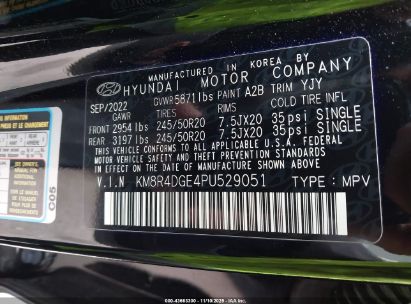 MANUFACTURED IN KOREA BY
HYUNDAI MOTOR COMPANY
SEP/2022 GVWR 5871lbs PAINT A2B TRIM YJY
GAWR TIRES RIMS COLD TIRE INFL
FRONT 2954 lbs 245/50R20 7.5JX20 35psi SINGLE
REAR 3197 lbs 245/50R20 7.5JX20 35psi SINGLE
THIS VEHICLE CONFORMS TO ALL APPLICABLE U.S.A. FEDERAL
MOTOR VEHICLE SAFETY, BUMPER, AND THEFT PREVENTION
STANDARDS IN EFFECT ON THE DATE OF MANUFACTURE SHOWN ABOVE.
V.I.N KM8R4DGE4PU529051 TYPE : MPV